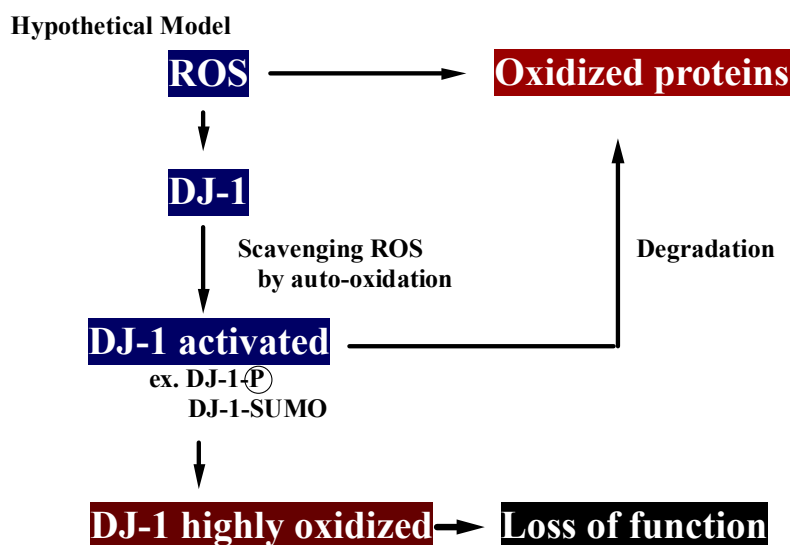 Hypothetical Model
ROS
Oxidized proteins
DJ-1
Scavenging ROS
by auto-oxidation
Degradation
DJ-1 activated
ex. DJ-1-P
DJ-1-SUMO
DJ-1 highly oxidized
Loss of function